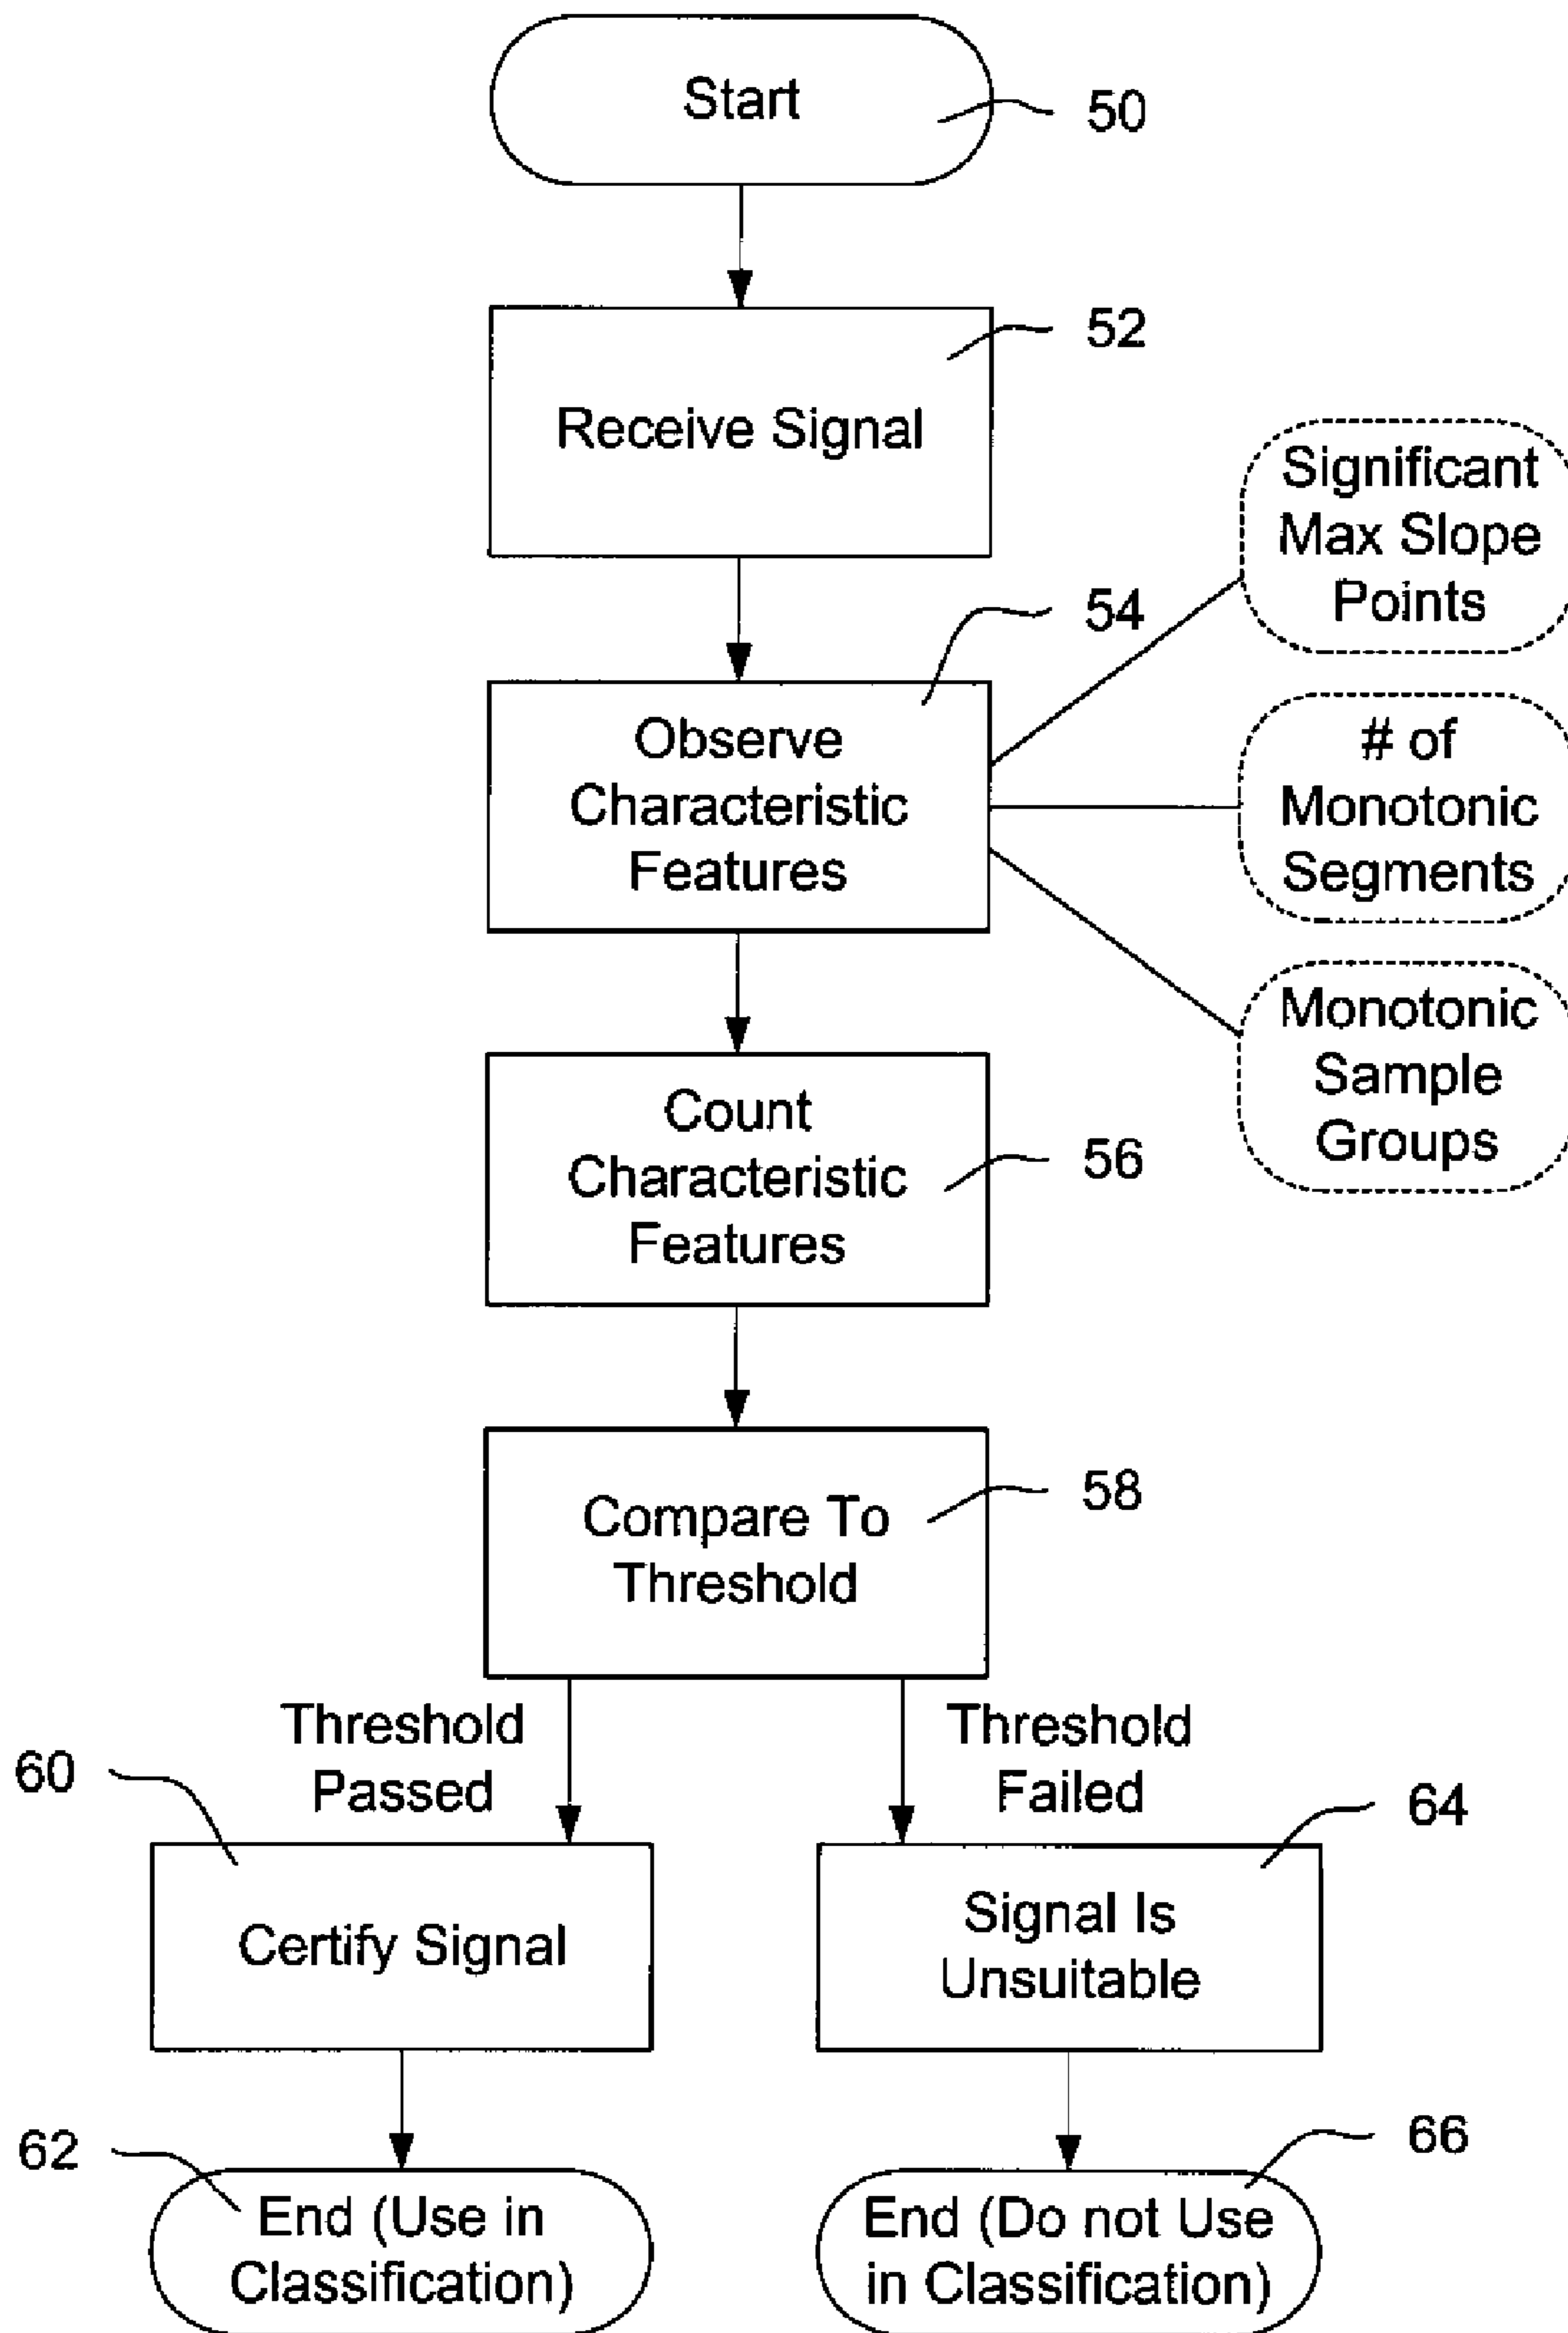 Start
50
52
Receive Signal
Significant
Max Slope
Points
54
Observe
Characteristic
Features
# of
Monotonic
Segments
Monotonic
Sample
Groups
Count
Characteristic
Features
56
58
Compare To
Threshold
Threshold
Passed
Threshold
Failed
60
64
Certify Signal
Signal Is
Unsuitable
62
66
End (Use in
Classification)
End (Do not Use
in Classification)